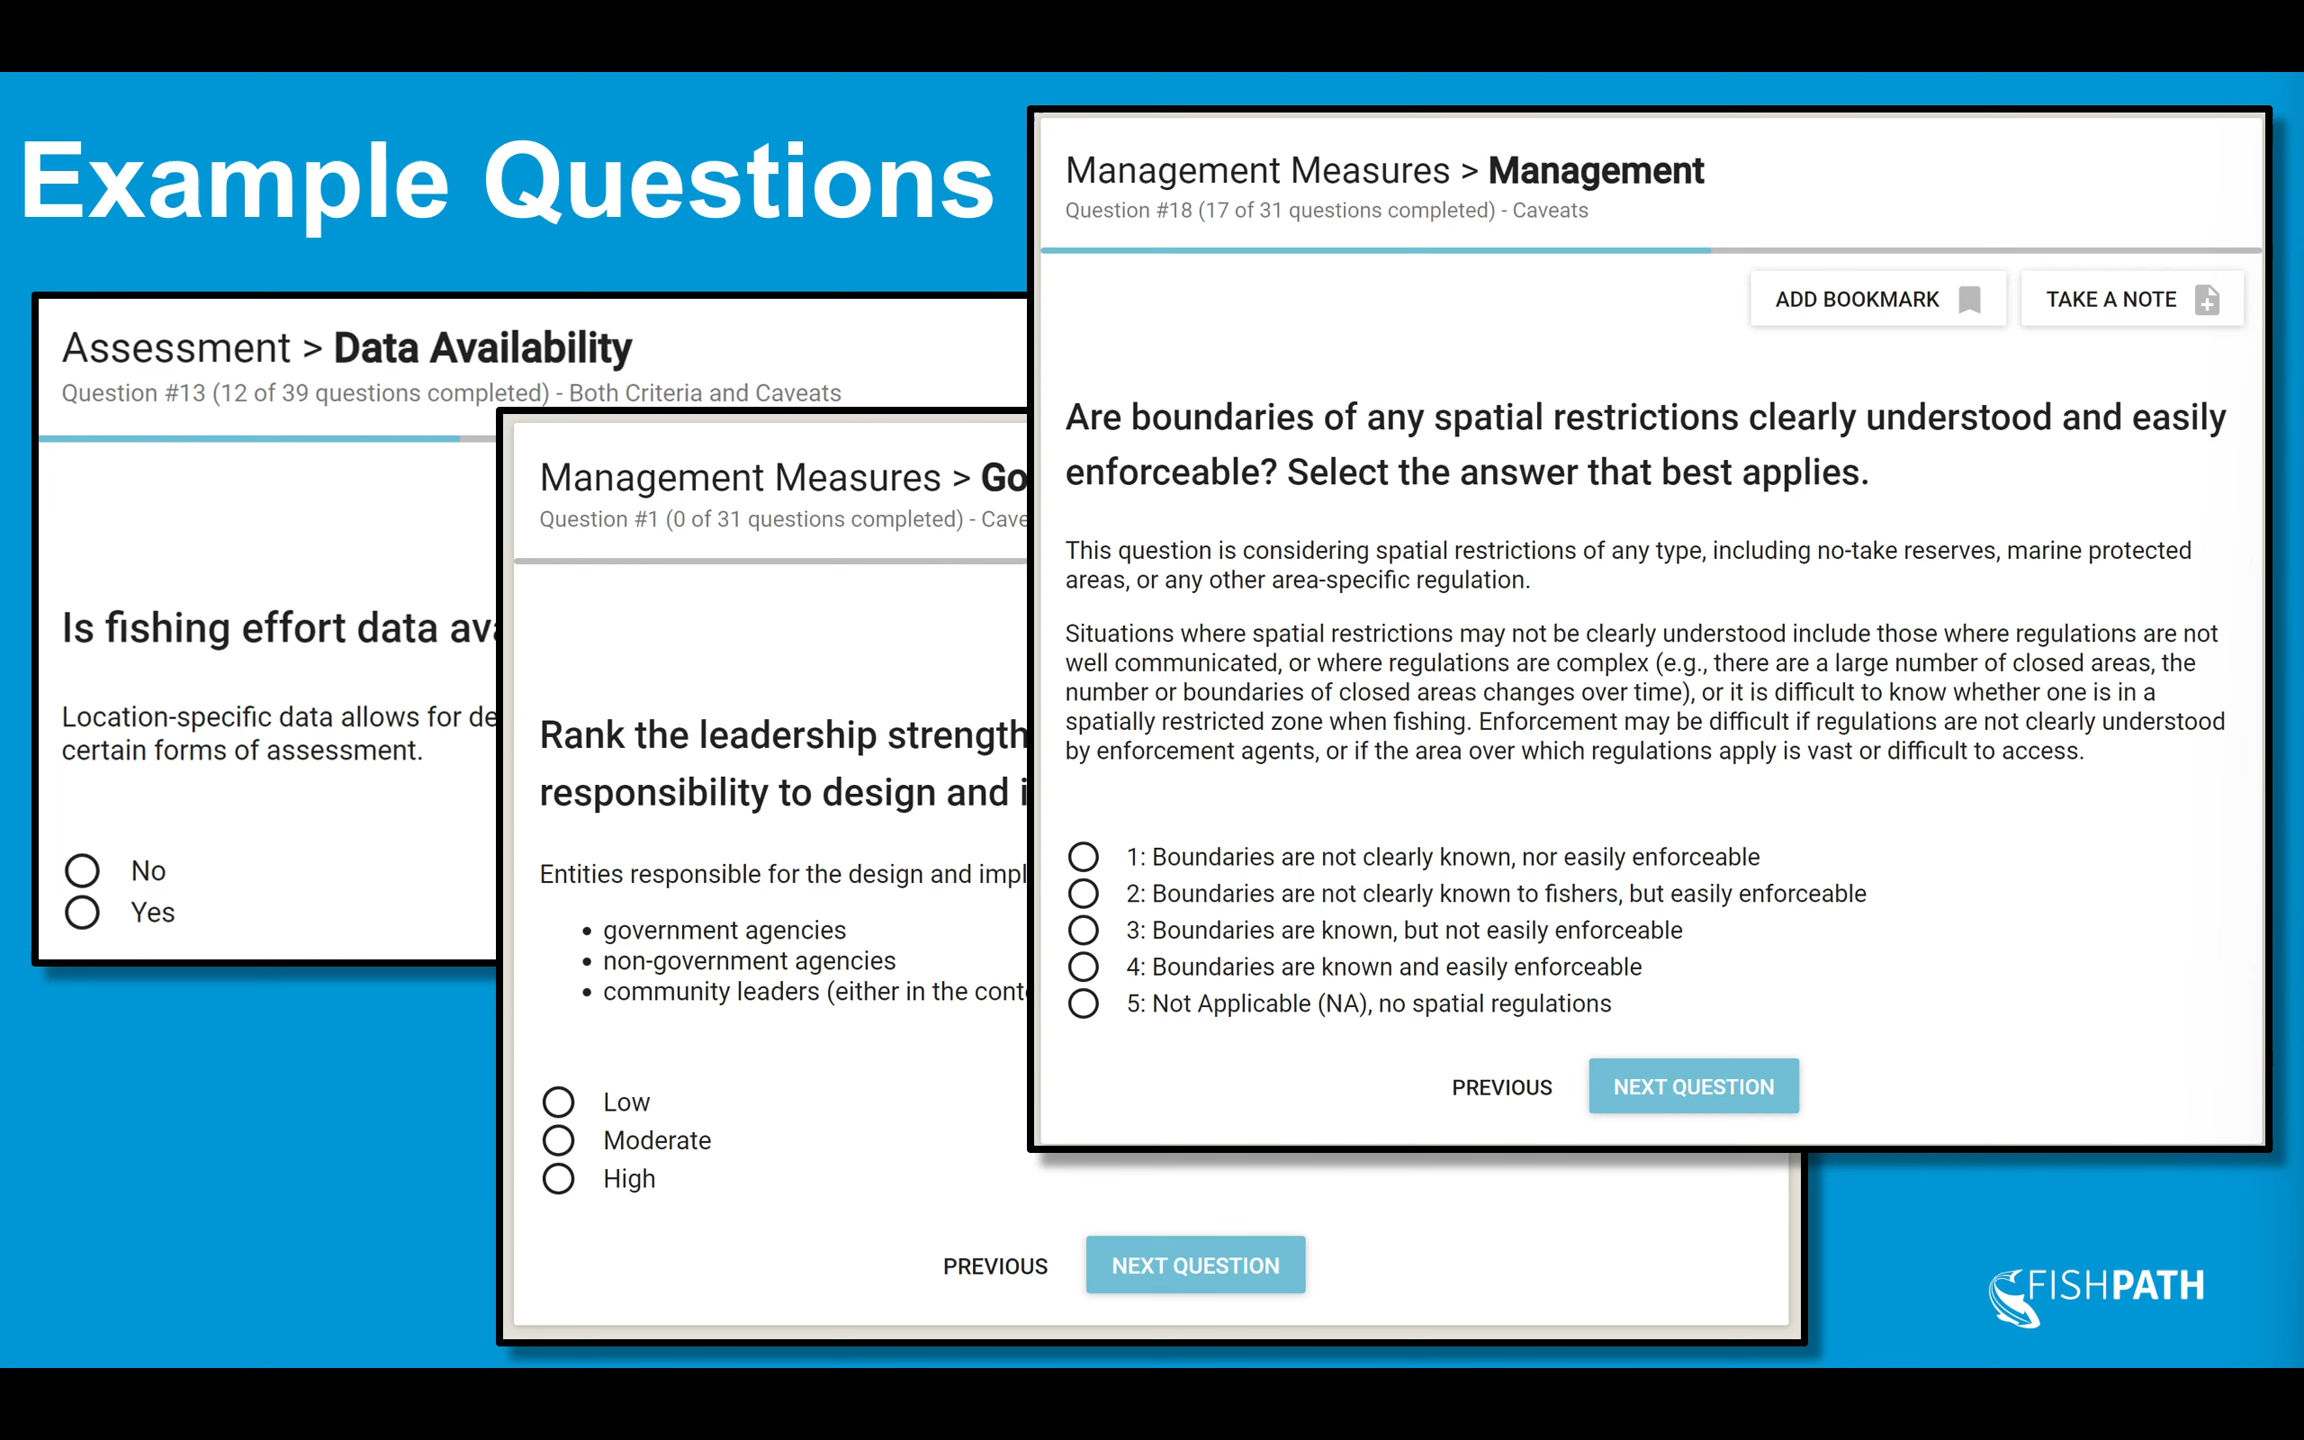 Example Questions
Assessment > Data Availability
Question #13 (12 of 39 questions completed) - Both Criteria and Caveats
Is fishing effort data
Location-specific data allows for
certain forms of assessment.
No
Yes
Management Measures >
Question #1 (0 of 31 questions completed) -
Rank the leadership strength
responsibility to design and
Entities responsible for the design and
• government agencies
• non-government agencies
• community leaders (either in the
Low
Moderate
High
PREVIOUS
NEXT QUESTION
Management Measures > Management
Question #18 (17 of 31 questions completed) - Caveats
ADD BOOKMARK
TAKE A NOTE
Are boundaries of any spatial restrictions clearly understood and easily
enforceable? Select the answer that best applies.
This question is considering spatial restrictions of any type, including no-take reserves, marine protected
areas, or any other area-specific regulation.
Situations where spatial restrictions may not be clearly understood include those where regulations are not
well communicated, or where regulations are complex (e.g., there are a large number of closed areas, the
number or boundaries of closed areas changes over time), or it is difficult to know whether one is in a
spatially restricted zone when fishing. Enforcement may be difficult if regulations are not clearly understood
by enforcement agents, or if the area over which regulations apply is vast or difficult to access.
1: Boundaries are not clearly known, nor easily enforceable
2: Boundaries are not clearly known to fishers, but easily enforceable
3: Boundaries are known, but not easily enforceable
4: Boundaries are known and easily enforceable
5: Not Applicable (NA), no spatial regulations
PREVIOUS
NEXT QUESTION
FISHPATH